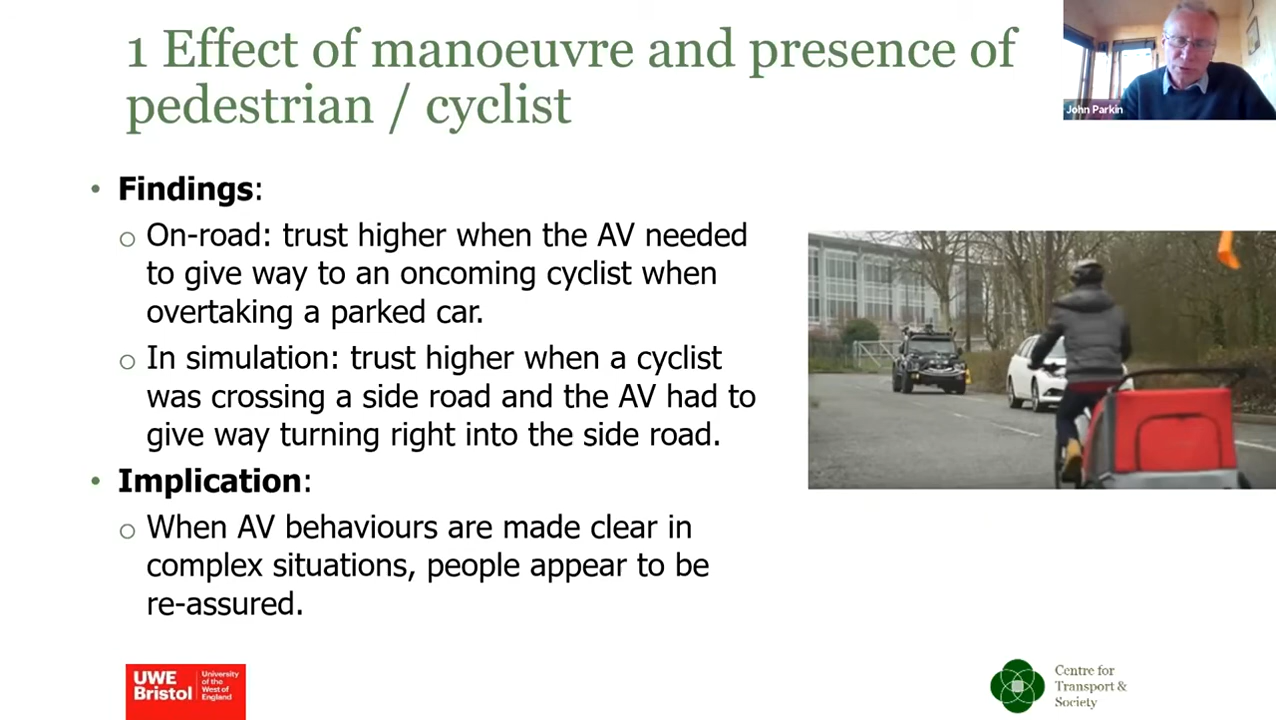 1 Effect of manoeuvre and presence of
pedestrian / cyclist
John Parkin
• Findings:
○ On-road: trust higher when the AV needed
to give way to an oncoming cyclist when
overtaking a parked car.
○ In simulation: trust higher when a cyclist
was crossing a side road and the AV had to
give way turning right into the side road.
• Implication:
○ When AV behaviours are made clear in
complex situations, people appear to be
re-assured.
UWE
Bristol
University
of the
West of
England
Centre for
Transport &
Society